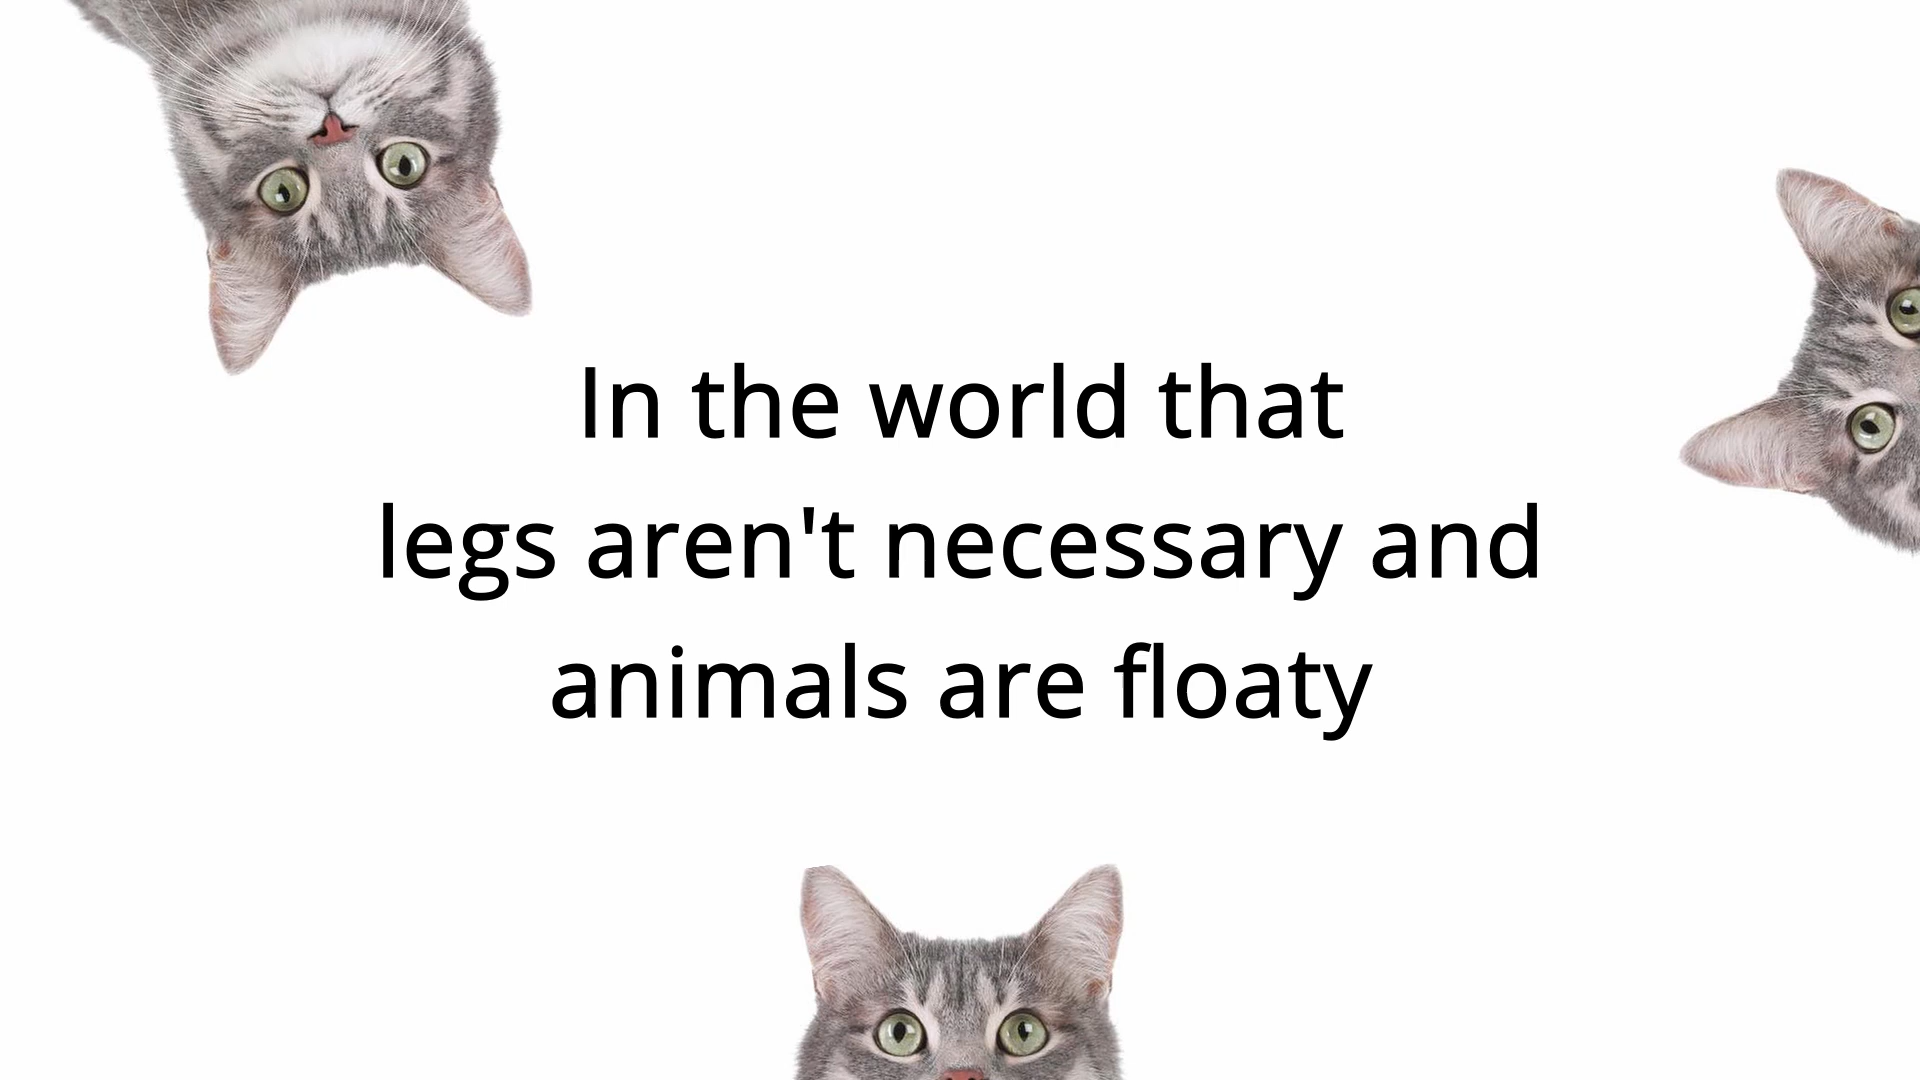 In the world that
legs aren't necessary and
animals are floaty